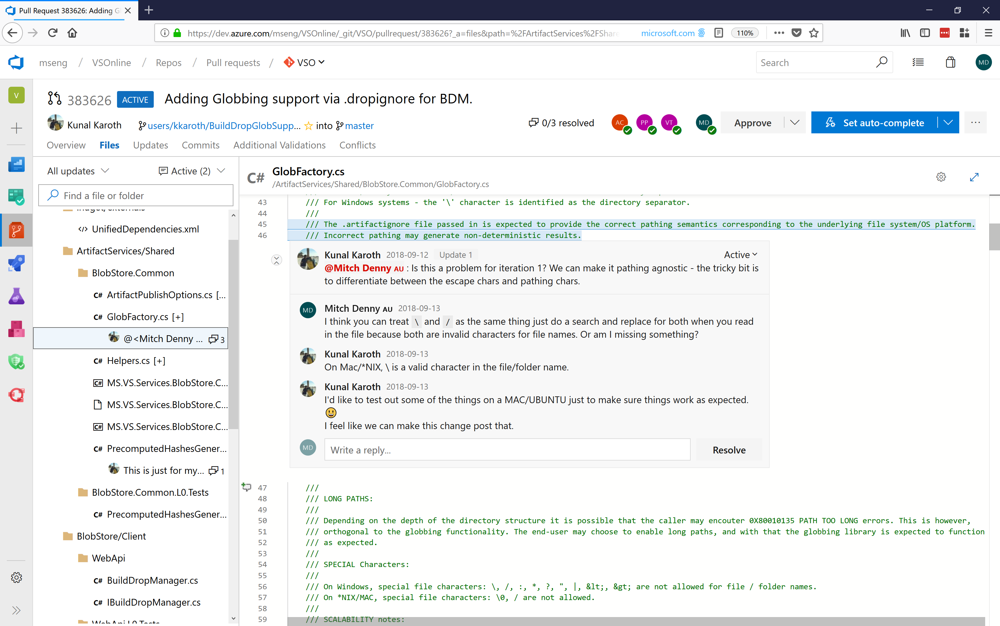 Pull Request 383626: Adding Gl
https://dev.azure.com/mseng/VSOnline/_git/VSO/pullrequest/383626?_a=files&path=%2FArtifactServices%2FShare
microsoft.com
110%
mseng / VSOnline / Repos / Pull requests / VSO
Search
MD
V
383626 ACTIVE Adding Globbing support via .dropignore for BDM.
Kunal Karoth users/kkaroth/BuildDropGlobSupp... into master
0/3 resolved
AC PP VT MD
Approve
Set auto-complete
Overview Files Updates Commits Additional Validations Conflicts
All updates
Active (2)
Find a file or folder
UnifiedDependencies.xml
ArtifactServices/Shared
BlobStore.Common
C# ArtifactPublishOptions.cs [...
C# GlobFactory.cs [+]
@<Mitch Denny ... 3
C# Helpers.cs [+]
C# MS.VS.Services.BlobStore.C...
MS.VS.Services.BlobStore.C...
C# MS.VS.Services.BlobStore.C...
C# PrecomputedHashesGener...
This is just for my... 1
BlobStore.Common.L0.Tests
C# PrecomputedHashesGener...
BlobStore/Client
WebApi
C# BuildDropManager.cs
C# IBuildDropManager.cs
WebApi.L0.Tests
C# GlobFactory.cs
/ArtifactServices/Shared/BlobStore.Common/GlobFactory.cs
43 /// For Windows systems - the '\' character is identified as the directory separator.
44 ///
45 /// The .artifactignore file passed in is expected to provide the correct pathing semantics corresponding to the underlying file system/OS platform.
46 /// Incorrect pathing may generate non-deterministic results.
Kunal Karoth 2018-09-12 Update 1
Active
@Mitch Denny AU : Is this a problem for iteration 1? We can make it pathing agnostic - the tricky bit is
to differentiate between the escape chars and pathing chars.
MD Mitch Denny AU 2018-09-13
I think you can treat \ and / as the same thing just do a search and replace for both when you read
in the file because both are invalid characters for file names. Or am I missing something?
Kunal Karoth 2018-09-13
On Mac/*NIX, \ is a valid character in the file/folder name.
Kunal Karoth 2018-09-13
I'd like to test out some of the things on a MAC/UBUNTU just to make sure things work as expected.
I feel like we can make this change post that.
MD Write a reply...
Resolve
47 ///
48 /// LONG PATHS:
49 ///
50 /// Depending on the depth of the directory structure it is possible that the caller may encouter 0X80010135 PATH TOO LONG errors. This is however,
51 /// orthogonal to the globbing functionality. The end-user may choose to enable long paths, and with that the globbing library is expected to function
52 /// as expected.
53 ///
54 /// SPECIAL Characters:
55 ///
56 /// On Windows, special file characters: \, /, :, *, ?, ", |, &lt;, &gt; are not allowed for file / folder names.
57 /// On *NIX/MAC, special file characters: \0, / are not allowed.
58 ///
59 /// SCALABILITY notes: